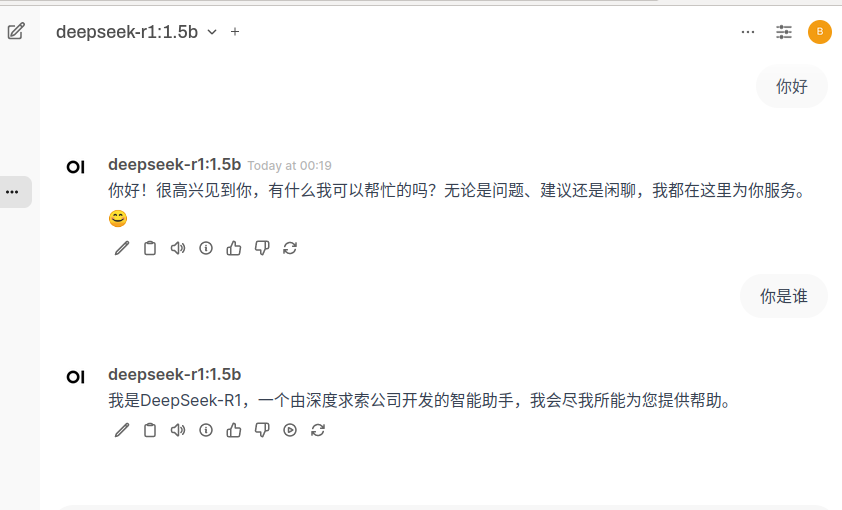 deepseek-r1:1.5b
B
你好
OI
deepseek-r1:1.5b Today at 00:19
你好！很高兴见到你，有什么我可以帮忙的吗？无论是问题、建议还是闲聊，我都在这里为你服务。
😊
你是谁
OI
deepseek-r1:1.5b
我是DeepSeek-R1，一个由深度求索公司开发的智能助手，我会尽我所能为您提供帮助。